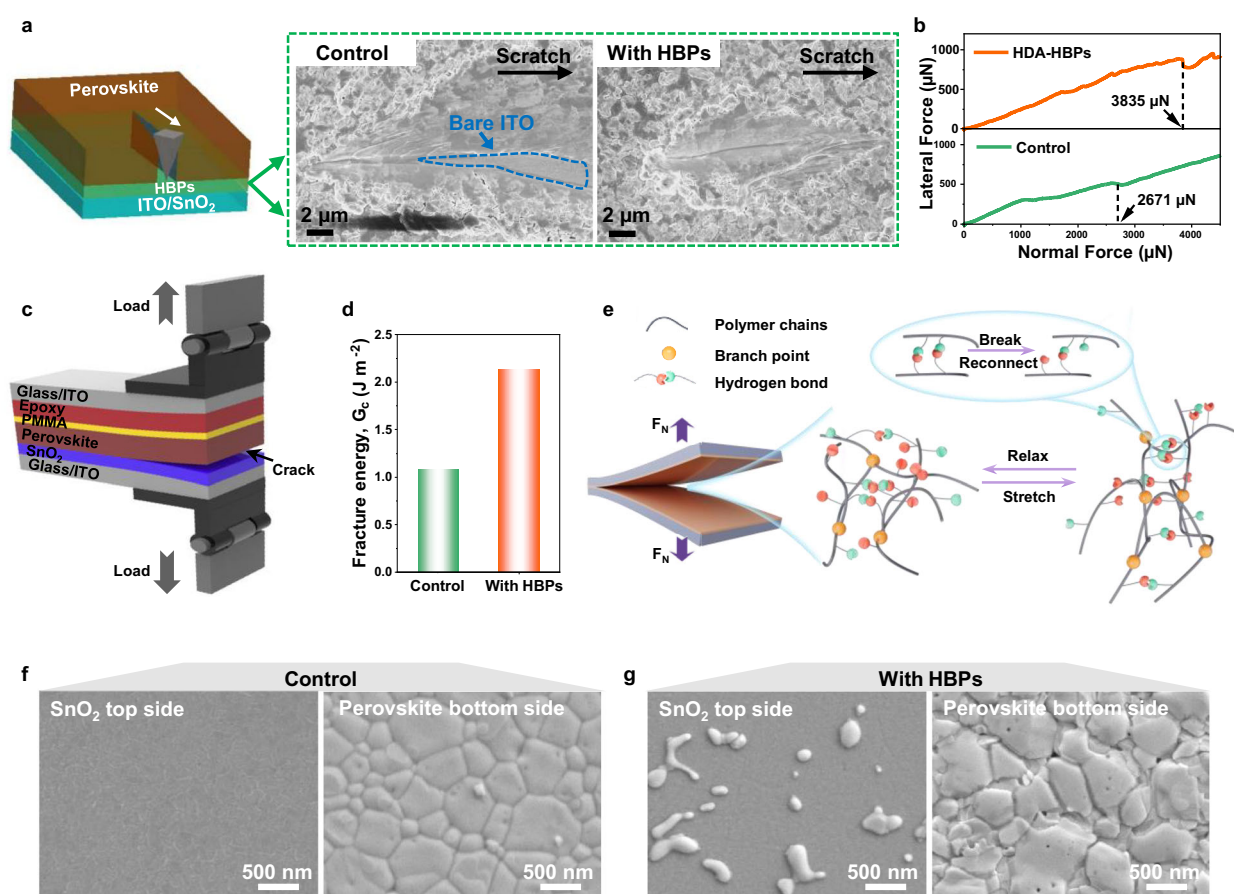 a
Perovskite
HBPs
ITO/SnO₂
Control
Scratch
Bare ITO
2 µm
With HBPs
Scratch
2 µm
b
HDA-HBPs
3835 µN
Control
2671 µN
1000
500
0
500
0
0
1000
2000
3000
4000
Lateral Force (µN)
Normal Force (µN)
c
Load
Glass/ITO
Epoxy
PMMA
Perovskite
SnO₂
Glass/ITO
Crack
Load
d
Fracture energy, G꜀ (J m⁻²)
2.5
2.0
1.5
1.0
0.5
0.0
Control
With HBPs
e
Polymer chains
Branch point
Hydrogen bond
Break
Reconnect
F_N
F_N
Relax
Stretch
f
Control
SnO₂ top side
500 nm
Perovskite bottom side
500 nm
g
With HBPs
SnO₂ top side
500 nm
Perovskite bottom side
500 nm